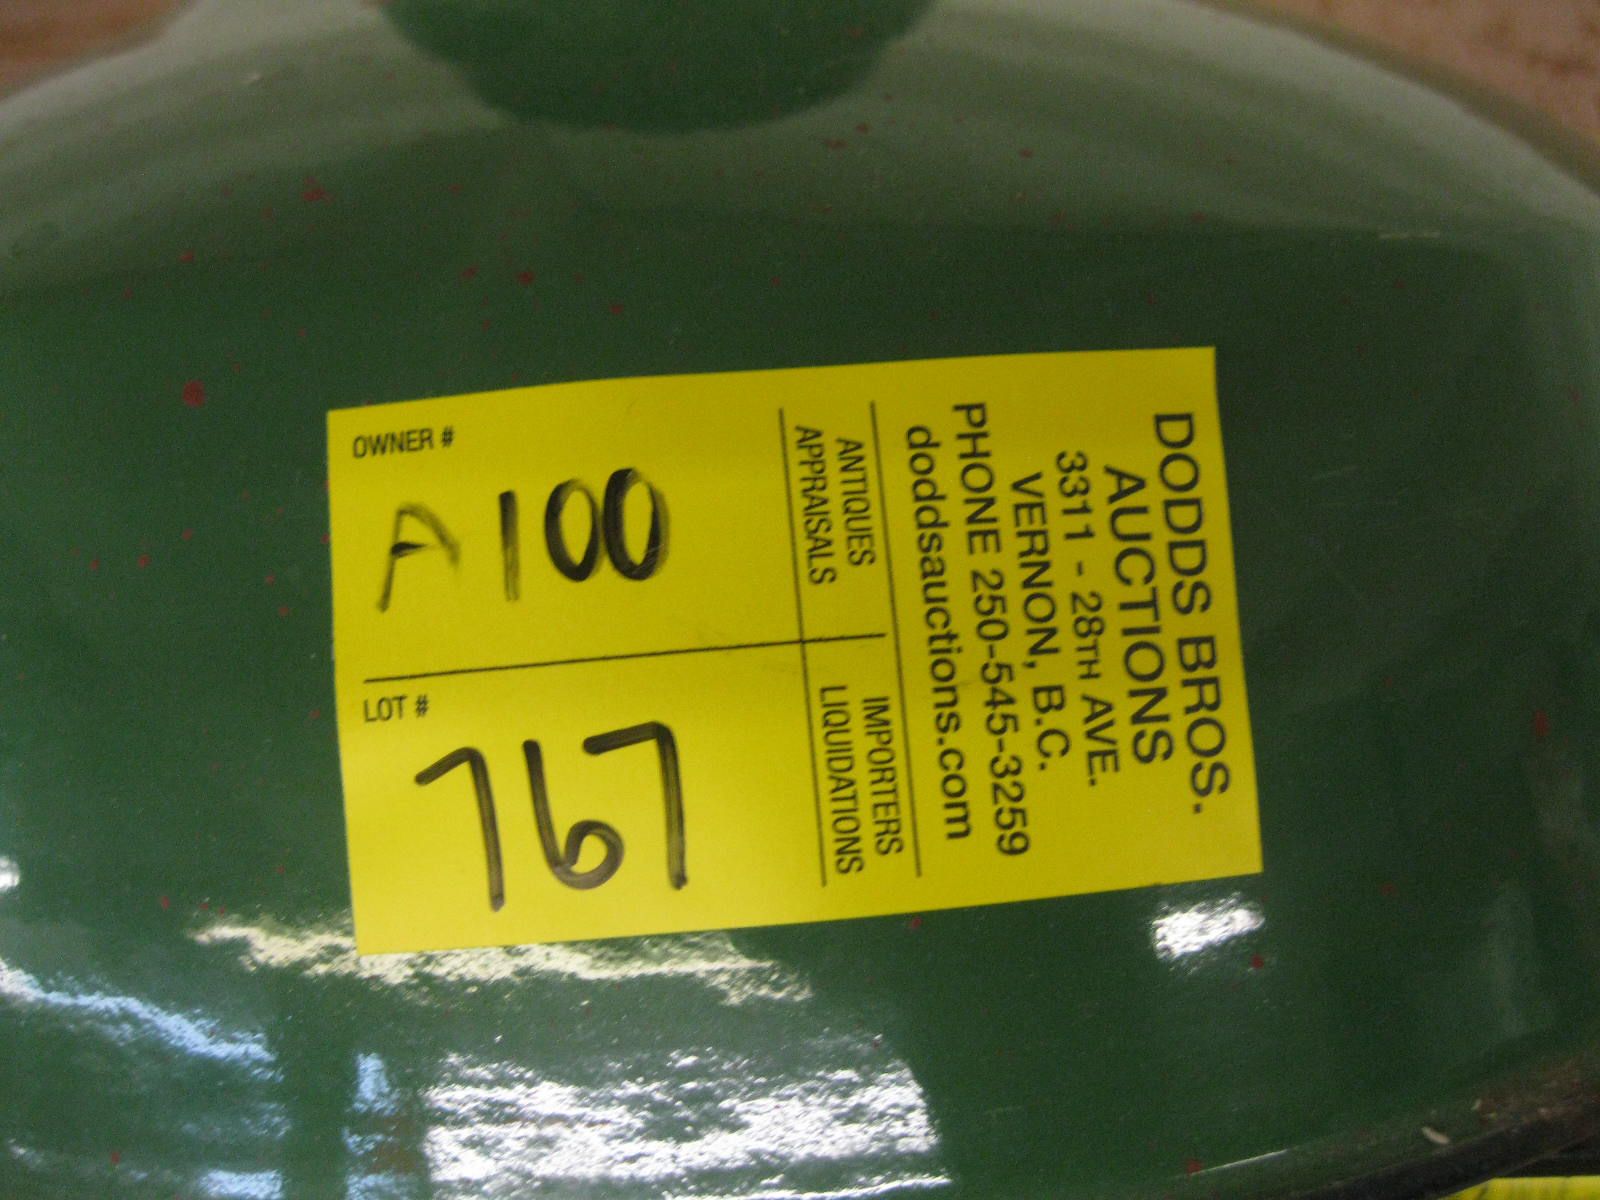 DODDS BROS.
AUCTIONS
3311 - 28TH AVE.
VERNON, B.C.
PHONE 250-545-3259
doddsauctions.com
ANTIQUES
APPRAISALS
IMPORTERS
LIQUIDATIONS
OWNER #
A100
LOT #
767